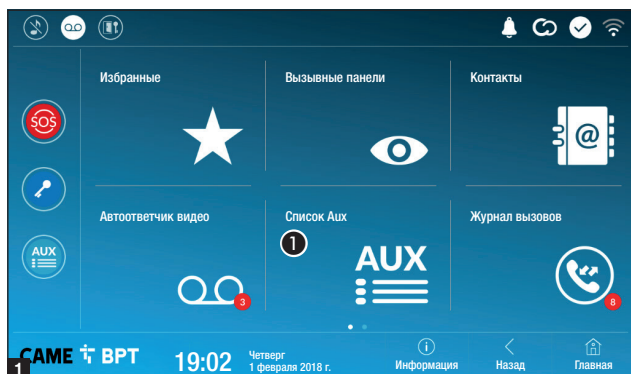 Избранные
Вызывные панели
Контакты
SOS
@
Автоответчик видео
Список Aux
Журнал вызовов
1
AUX
AUX
3
8
CAME BPT
19:02
Четверг
1 февраля 2018 г.
Информация
Назад
Главная
1